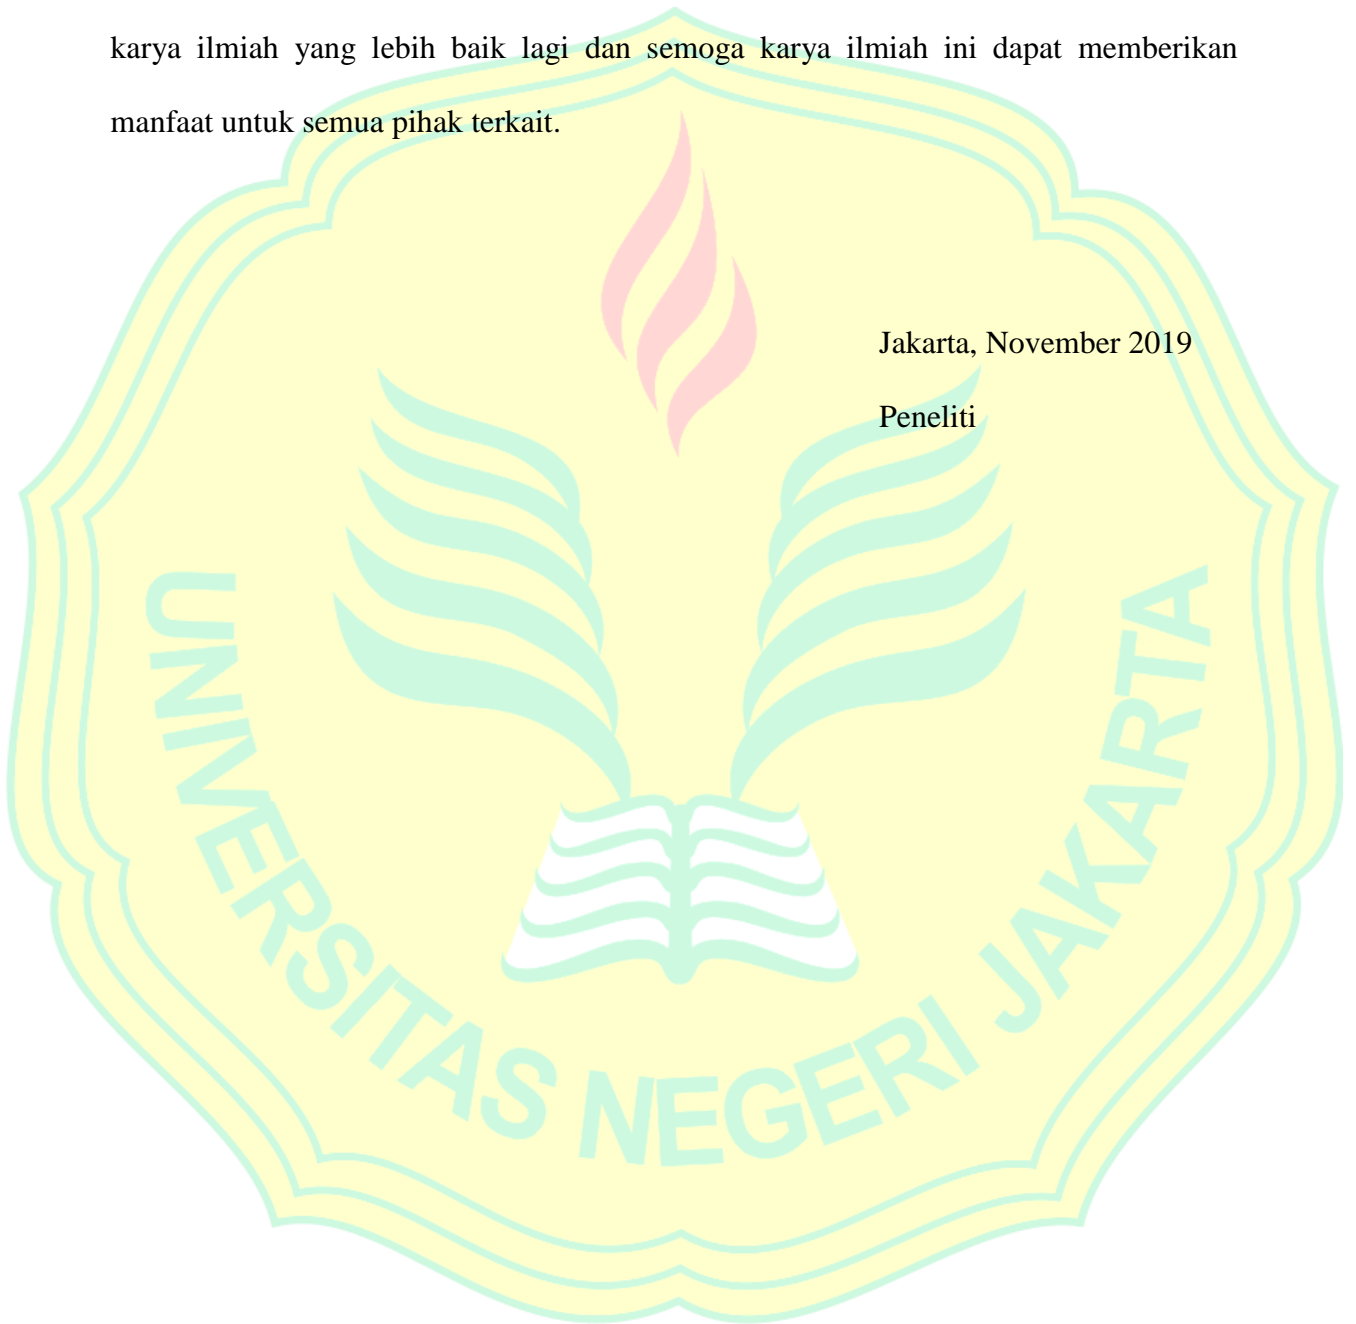 karya ilmiah yang lebih baik lagi dan semoga karya ilmiah ini dapat memberikan
manfaat untuk semua pihak terkait.
Jakarta, November 2019
Peneliti
UNIVERSITAS NEGERI JAKARTA